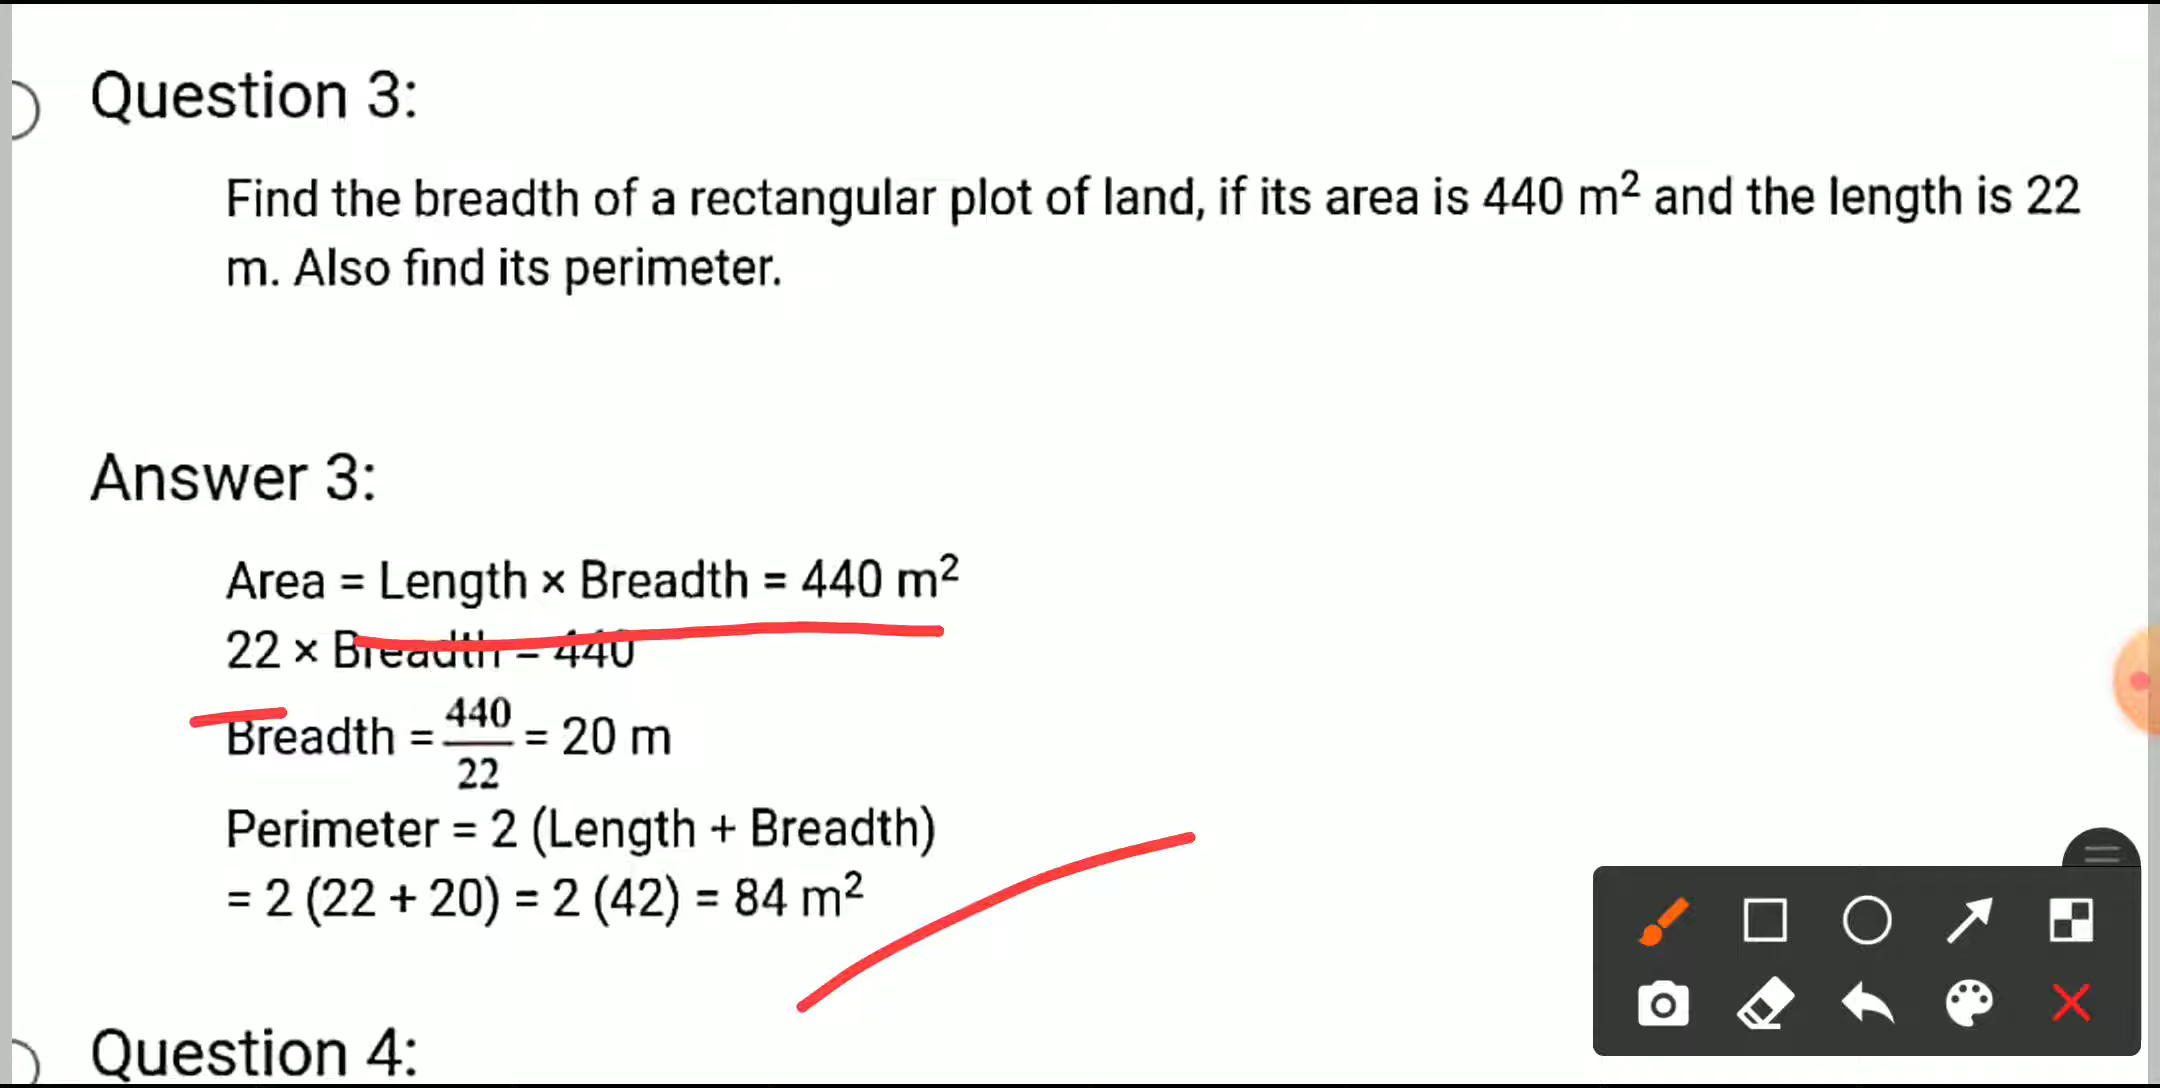 Question 3:
Find the breadth of a rectangular plot of land, if its area is 440 m² and the length is 22
m. Also find its perimeter.
Answer 3:
Area = Length × Breadth = 440 m²
22 × Breadth = 440
Breadth = 440/22 = 20 m
Perimeter = 2 (Length + Breadth)
= 2 (22 + 20) = 2 (42) = 84 m²
Question 4: